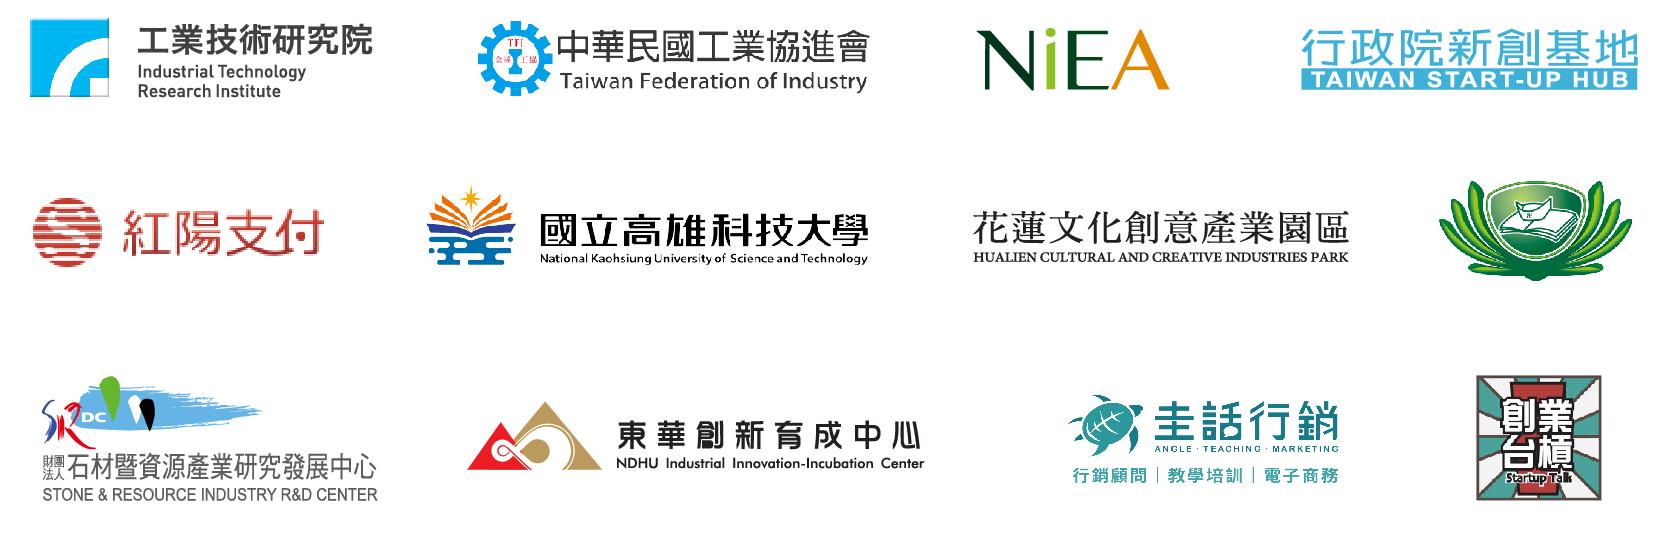 工業技術研究院
Industrial Technology
Research Institute
TFI
工協
中華民國工業協進會
Taiwan Federation of Industry
NiEA
行政院新創基地
TAIWAN START-UP HUB
紅陽支付
國立高雄科技大學
National Kaohsiung University of Science and Technology
花蓮文化創意產業園區
HUALIEN CULTURAL AND CREATIVE INDUSTRIES PARK
SRDC
財團法人
石材暨資源產業研究發展中心
STONE & RESOURCE INDUSTRY R&D CENTER
東華創新育成中心
NDHU Industrial Innovation-Incubation Center
圭話行銷
ANGLE · TEACHING · MARKETING
行銷顧問｜教學培訓｜電子商務
創業
台積
Startup Talk